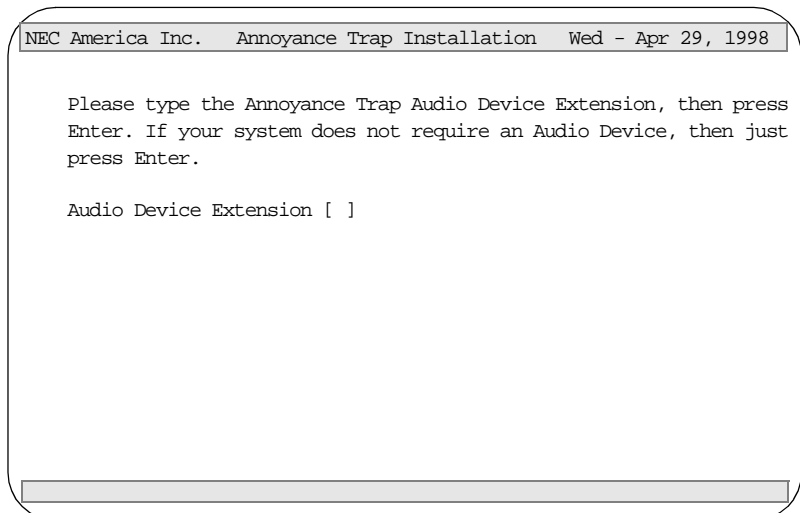 NEC America Inc. Annoyance Trap Installation Wed - Apr 29, 1998
Please type the Annoyance Trap Audio Device Extension, then press
Enter. If your system does not require an Audio Device, then just
press Enter.
Audio Device Extension [ ]